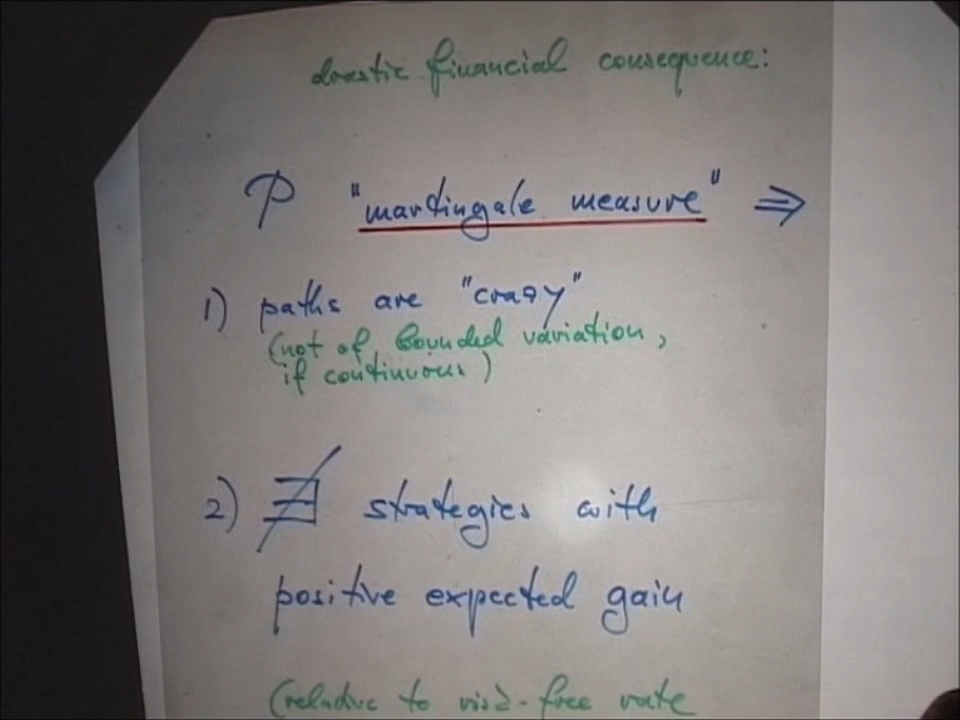 drastic financial consequence:
P "martingale measure" ⇒
1) paths are "crazy"
(not of bounded variation,
if continuous)
2) ∄ strategies with
positive expected gain
(relative to risk-free rate